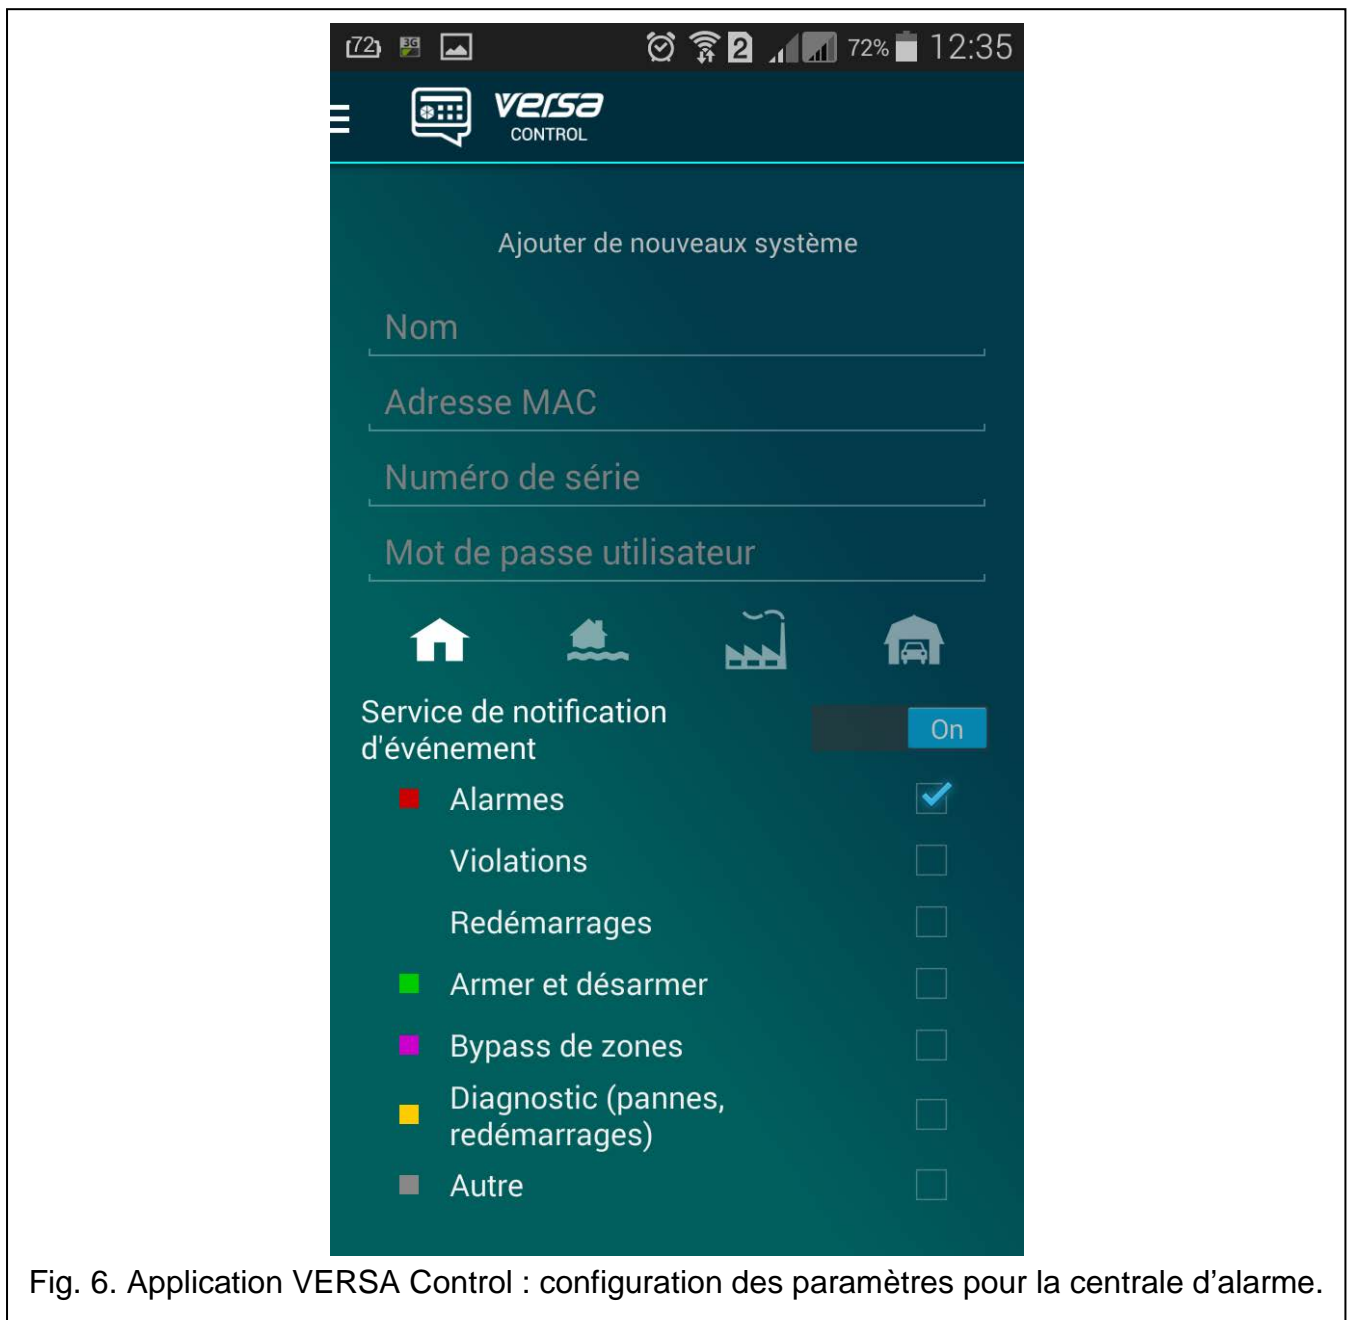 72 3G 2 72% 12:35
versa
CONTROL
Ajouter de nouveaux système
Nom
Adresse MAC
Numéro de série
Mot de passe utilisateur
Service de notification
d'événement
On
Alarmes
Violations
Redémarrages
Armer et désarmer
Bypass de zones
Diagnostic (pannes,
redémarrages)
Autre
Fig. 6. Application VERSA Control : configuration des paramètres pour la centrale d’alarme.